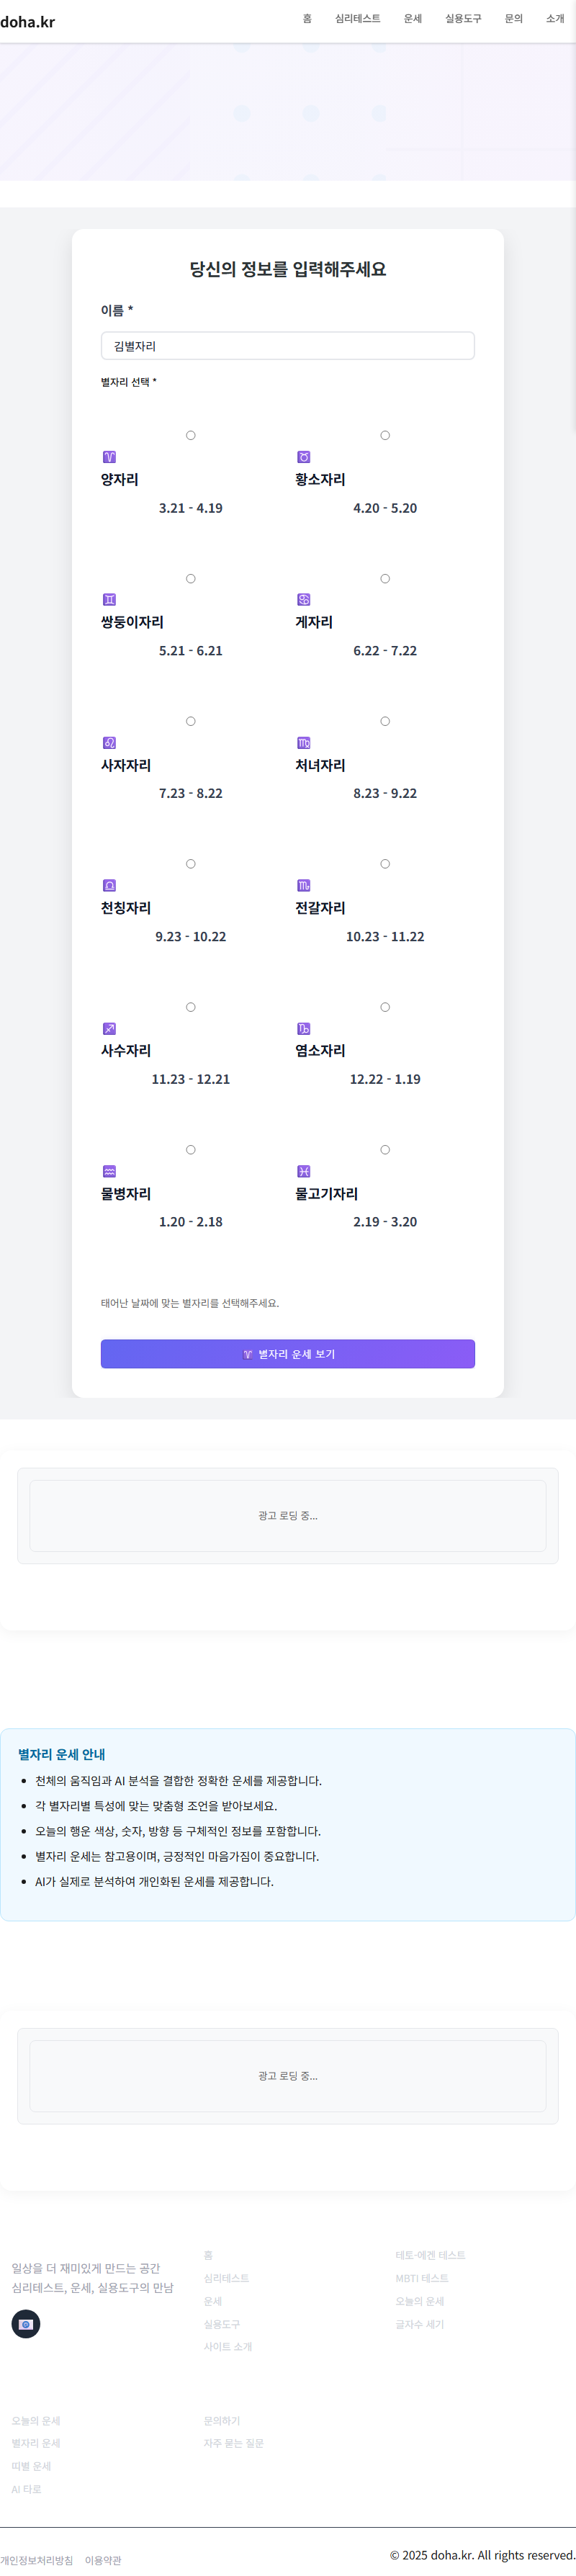 doha.kr
홈 심리테스트 운세 실용도구 문의 소개
당신의 정보를 입력해주세요
이름 *
김별자리
별자리 선택 *
♈ ♉
양자리 황소자리
3.21 - 4.19 4.20 - 5.20
♊ ♋
쌍둥이자리 게자리
5.21 - 6.21 6.22 - 7.22
♌ ♍
사자자리 처녀자리
7.23 - 8.22 8.23 - 9.22
♎ ♏
천칭자리 전갈자리
9.23 - 10.22 10.23 - 11.22
♐ ♑
사수자리 염소자리
11.23 - 12.21 12.22 - 1.19
♒ ♓
물병자리 물고기자리
1.20 - 2.18 2.19 - 3.20
태어난 날짜에 맞는 별자리를 선택해주세요.
♈ 별자리 운세 보기
광고 로딩 중...
별자리 운세 안내
• 천체의 움직임과 AI 분석을 결합한 정확한 운세를 제공합니다.
• 각 별자리별 특성에 맞는 맞춤형 조언을 받아보세요.
• 오늘의 행운 색상, 숫자, 방향 등 구체적인 정보를 포함합니다.
• 별자리 운세는 참고용이며, 긍정적인 마음가짐이 중요합니다.
• AI가 실제로 분석하여 개인화된 운세를 제공합니다.
광고 로딩 중...
일상을 더 재미있게 만드는 공간
심리테스트, 운세, 실용도구의 만남
홈
심리테스트
운세
실용도구
사이트 소개
테토-에겐 테스트
MBTI 테스트
오늘의 운세
글자수 세기
오늘의 운세
별자리 운세
띠별 운세
AI 타로
문의하기
자주 묻는 질문
개인정보처리방침 이용약관
© 2025 doha.kr. All rights reserved.